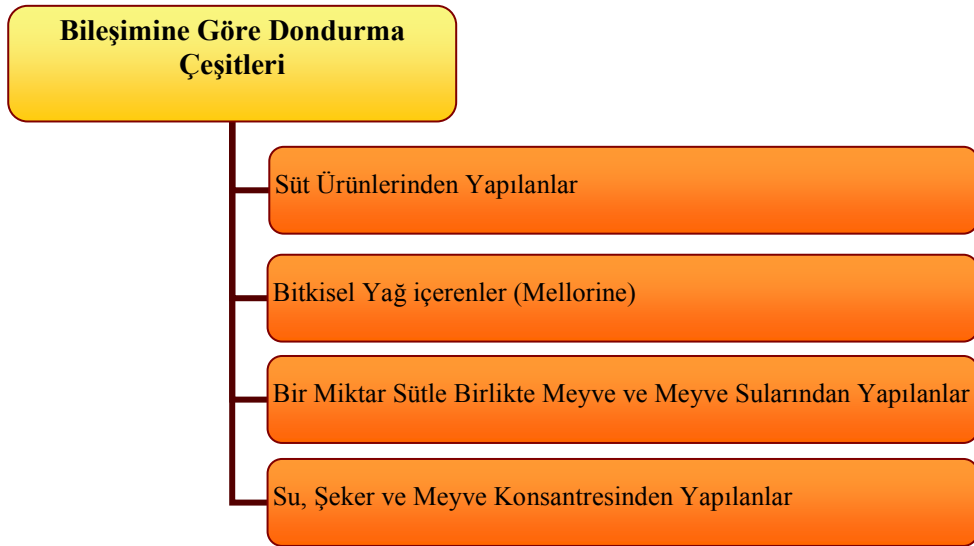 Bileşimine Göre Dondurma
Çeşitleri
Süt Ürünlerinden Yapılanlar
Bitkisel Yağ içerenler (Mellorine)
Bir Miktar Sütle Birlikte Meyve ve Meyve Sularından Yapılanlar
Su, Şeker ve Meyve Konsantresinden Yapılanlar